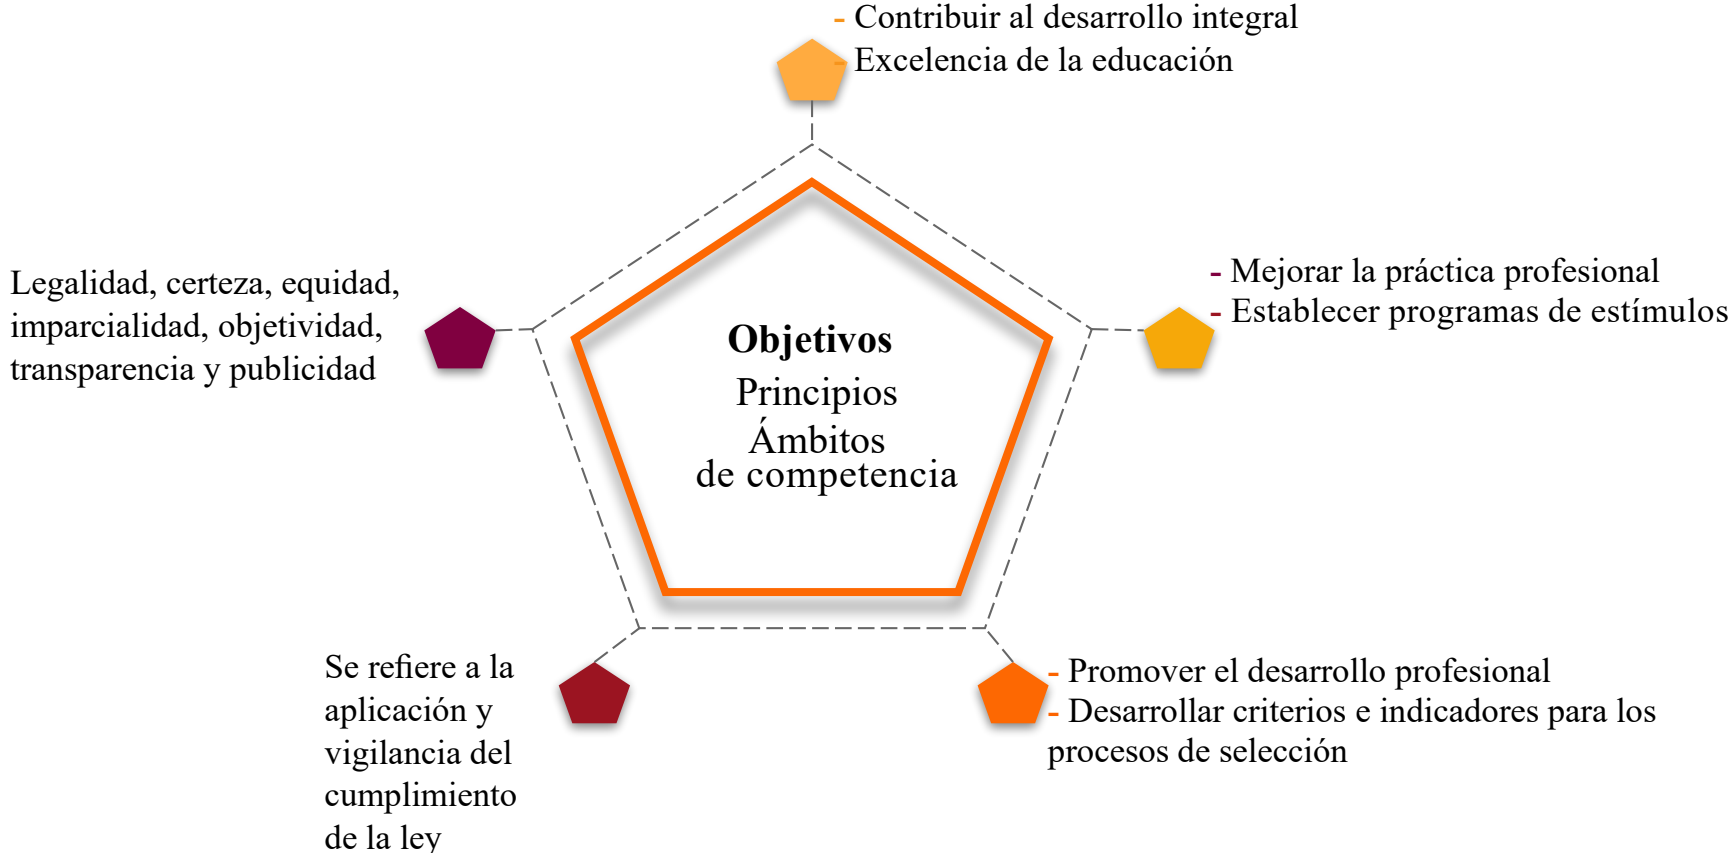 - Contribuir al desarrollo integral
- Excelencia de la educación
- Mejorar la práctica profesional
- Establecer programas de estímulos
Legalidad, certeza, equidad,
imparcialidad, objetividad,
transparencia y publicidad
Objetivos
Principios
Ámbitos
de competencia
Se refiere a la
aplicación y
vigilancia del
cumplimiento
de la ley
- Promover el desarrollo profesional
- Desarrollar criterios e indicadores para los
procesos de selección